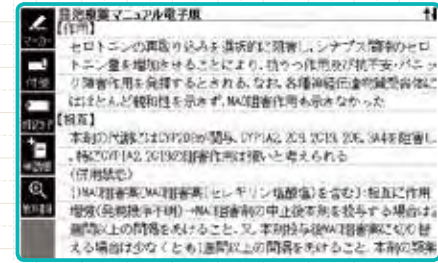 医治療薬マニュアル電子版
【作用】
セロトニンの再取り込みを選択的に阻害し、シナプス間隙のセロ
トニン量を増加させることにより、抗うつ作用及び抗不安・パニッ
ク障害作用を発揮するとされる。なお、各種神経伝達物質受容体に
はほとんど親和性を示さず、MAO阻害作用も示さなかった
【相互】
本剤の代謝にはCYP2D6が関与、CYP1A2, 2C9, 2C19, 2D6, 3A4を阻害し
、特にCYP1A2, 2C19の阻害作用は強いと考えられる
(併用禁忌)
1)MAO阻害薬(MAO阻害薬(セレギリン塩酸塩)を含む):相互に作用
増強(発現機序不明)→MAO阻害剤の中止後本剤を投与する場合は2
週間以上の間隔をあけること、又、本剤投与後MAO阻害薬に切り替
える場合は少なくとも1週間以上の間隔をあけること、本剤の類薬
マーカー
付箋